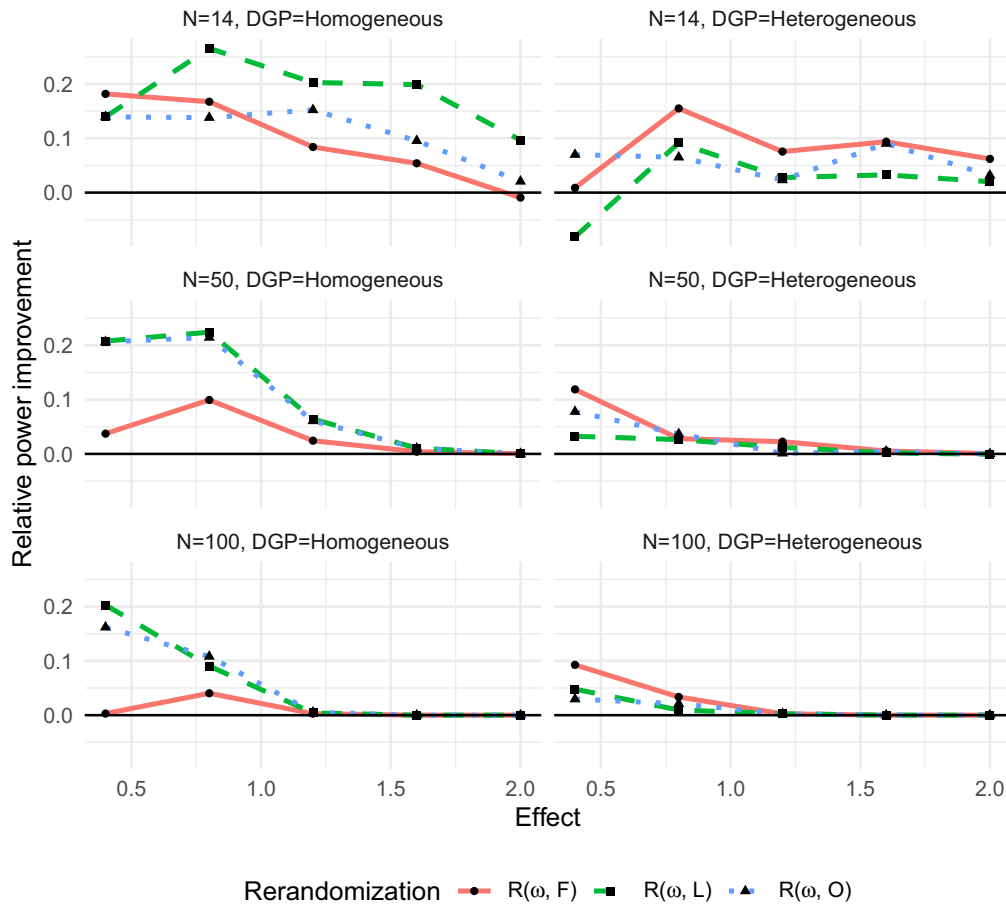 N=14, DGP=Homogeneous
N=14, DGP=Heterogeneous
0.2
0.1
0.0
N=50, DGP=Homogeneous
N=50, DGP=Heterogeneous
0.2
0.1
0.0
N=100, DGP=Homogeneous
N=100, DGP=Heterogeneous
0.2
0.1
0.0
Relative power improvement
0.5 1.0 1.5 2.0
0.5 1.0 1.5 2.0
Effect
Rerandomization R(ω, F) R(ω, L) R(ω, O)